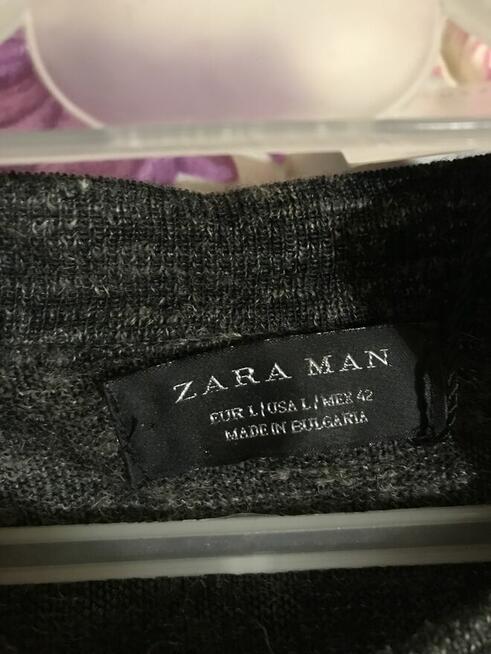 ZARA MAN
EUR L | USA L | MEX 42
MADE IN BULGARIA